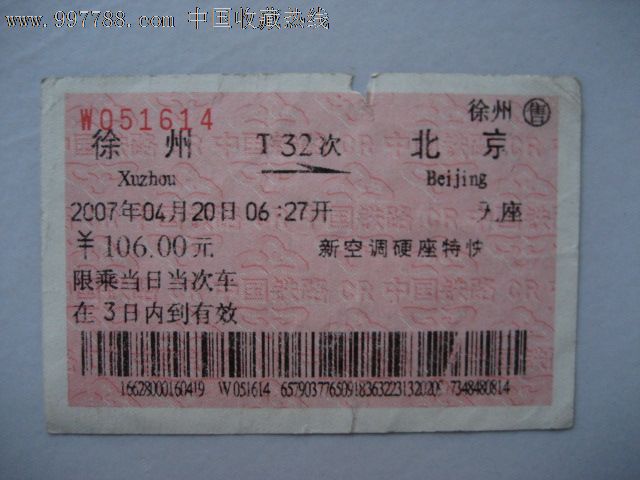 www.997788.com 中国收藏热线
W051614
徐州 售
徐州 T32次 北京
Xuzhou Beijing
2007年04月20日06:27开 座
¥106.00元 新空调硬座特快
限乘当日当次车
在3日内到有效
16628000160419 W051614 6579037765091836322313202 7348480814